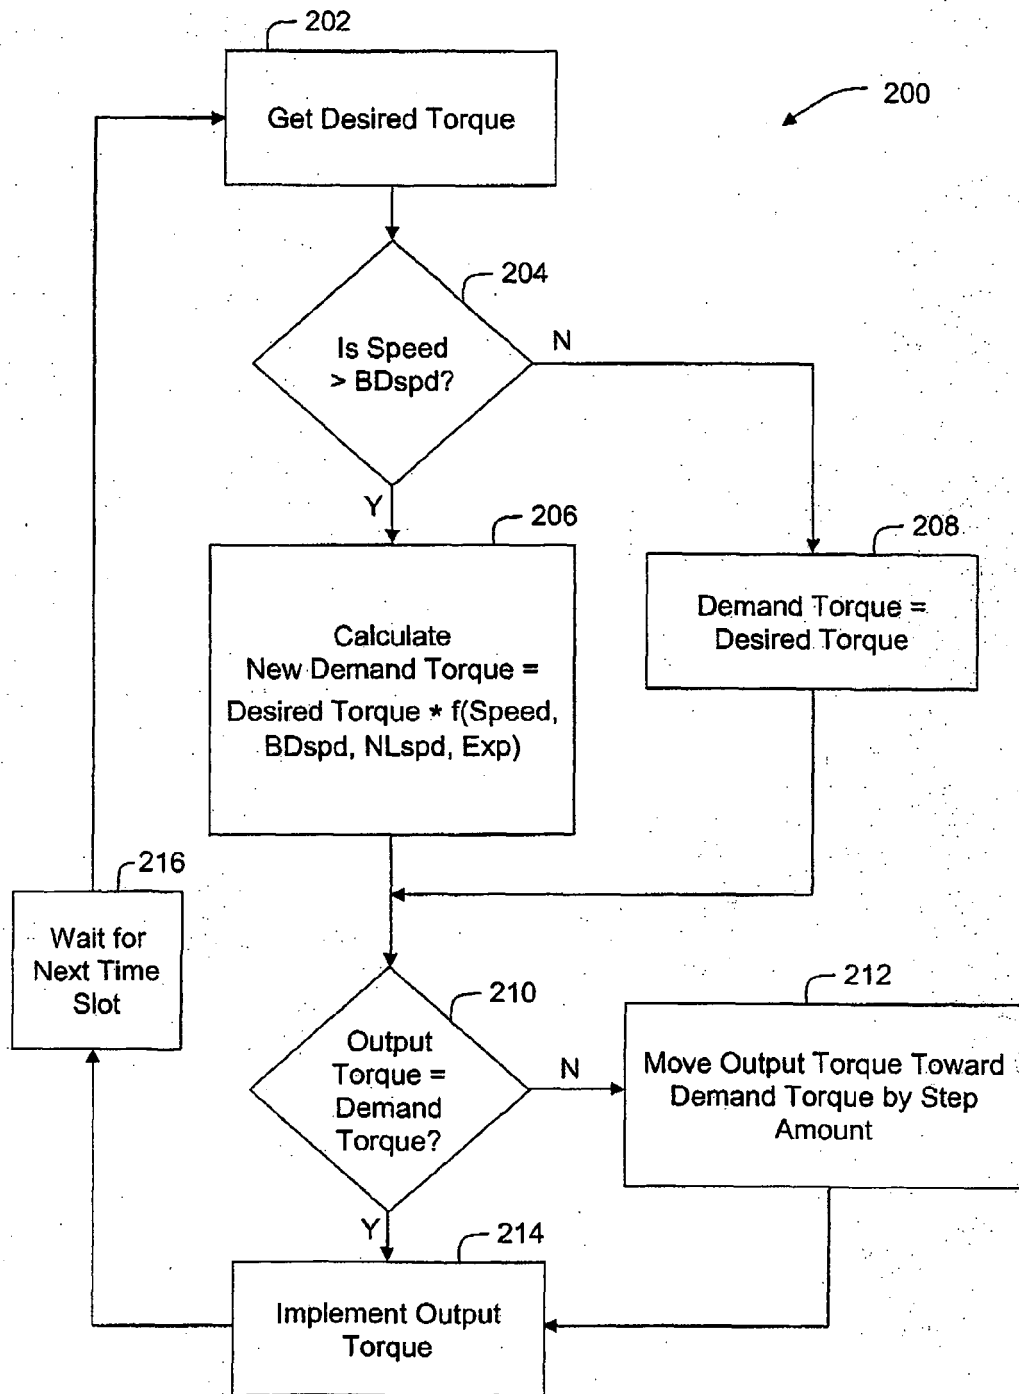 202
Get Desired Torque
200
204
Is Speed
> BDspd?
N
Y
206
Calculate
New Demand Torque =
Desired Torque * f(Speed,
BDspd, NLspd, Exp)
208
Demand Torque =
Desired Torque
216
Wait for
Next Time
Slot
210
Output
Torque =
Demand
Torque?
N
212
Move Output Torque Toward
Demand Torque by Step
Amount
Y
214
Implement Output
Torque